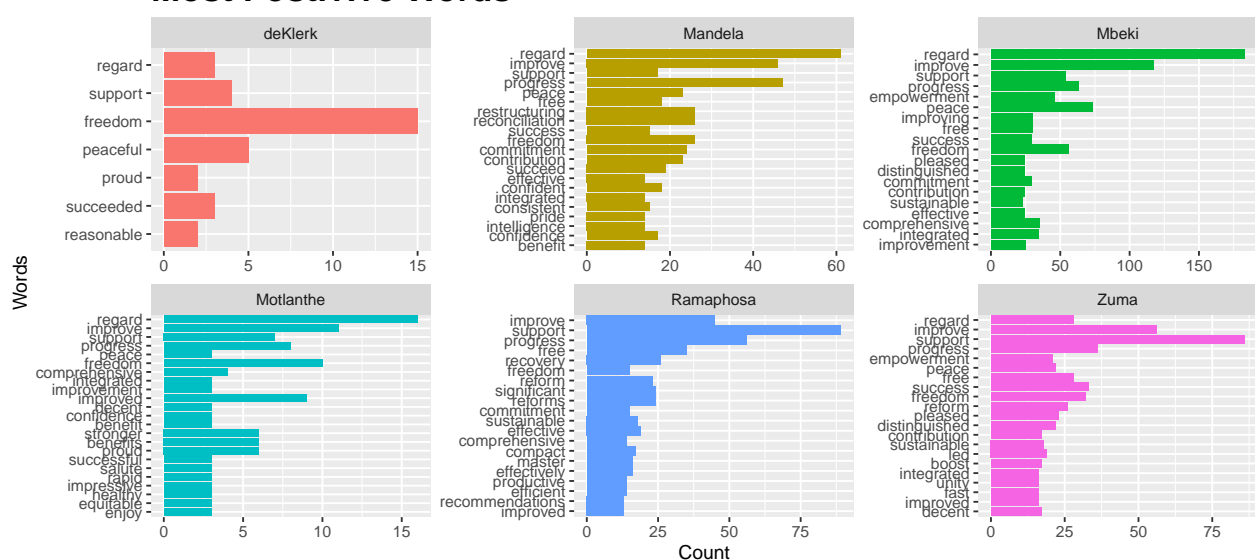 deKlerk
regard
support
freedom
peaceful
proud
succeeded
reasonable
0 5 10 15
Mandela
regard
improve
support
progress
peace
free
restructuring
reconciliation
success
freedom
commitment
contribution
succeed
effective
confident
integrated
consistent
pride
intelligence
confidence
benefit
0 20 40 60
Mbeki
regard
improve
support
progress
empowerment
peace
improving
free
success
freedom
pleased
distinguished
commitment
contribution
sustainable
effective
comprehensive
integrated
improvement
0 50 100 150
Words
Motlanthe
regard
improve
support
progress
peace
freedom
comprehensive
integrated
improvement
improved
decent
confidence
benefit
stronger
benefits
proud
successful
salute
rapid
impressive
healthy
equitable
enjoy
0 5 10 15
Ramaphosa
improve
support
progress
free
recovery
freedom
reform
significant
reforms
commitment
sustainable
effective
comprehensive
compact
master
effectively
productive
efficient
recommendations
improved
0 25 50 75
Zuma
regard
improve
support
progress
empowerment
peace
free
success
freedom
reform
pleased
distinguished
contribution
sustainable
led
boost
integrated
unity
fast
improved
decent
0 25 50 75
Count